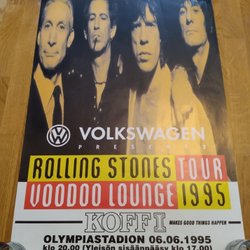 VOLKSWAGEN
PRESENTS
ROLLING STONES TOUR
VOODOO LOUNGE 1995
KOFF I MAKES GOOD THINGS HAPPEN
OLYMPIASTADION 06.06.1995
klo 20.00 (Yleisön sisäänpääsy klo 17.00)